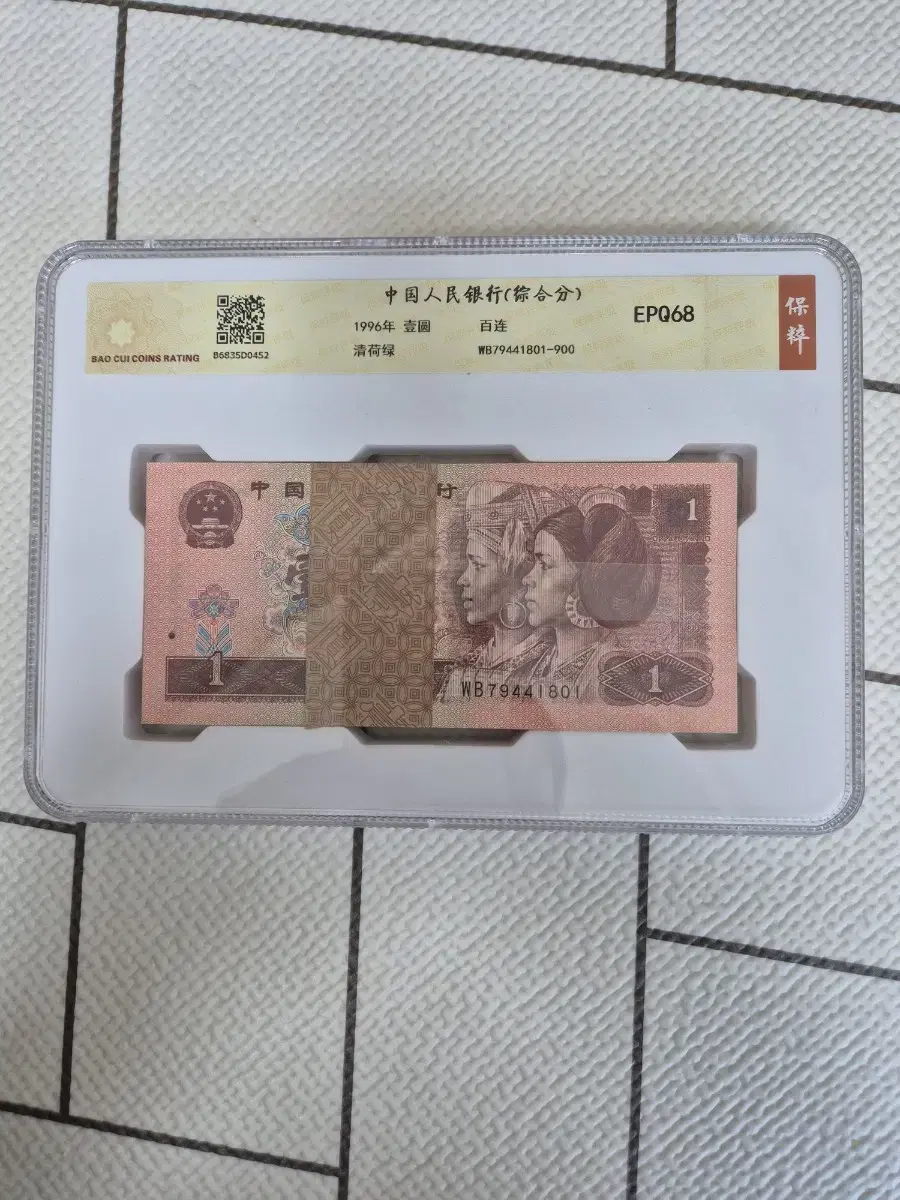 中国人民银行(综合分)
1996年 壹圆 百连 EPQ68
清荷绿 WB79441801-900
BAO CUI COINS RATING B6835D0452
保粹
中国 行
1
1 WB79441801 1